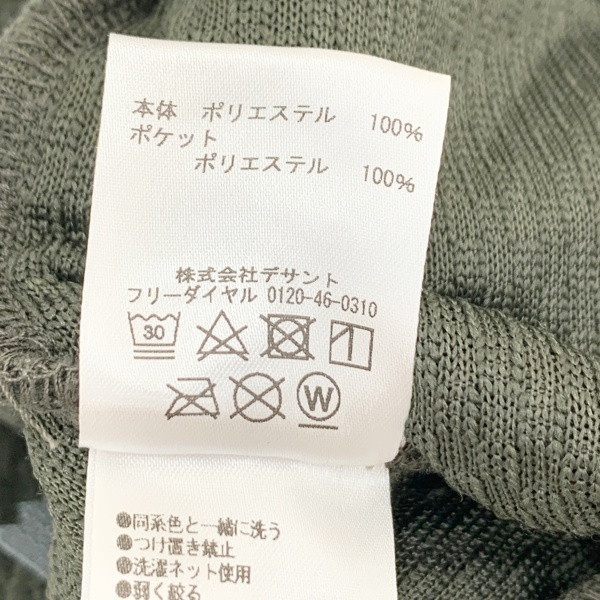 本体 ポリエステル 100%
ポケット
ポリエステル 100%
株式会社デサント
フリーダイヤル 0120-46-0310
30
W
●同系色と一緒に洗う
●つけ置き禁止
●洗濯ネット使用
●弱く絞る